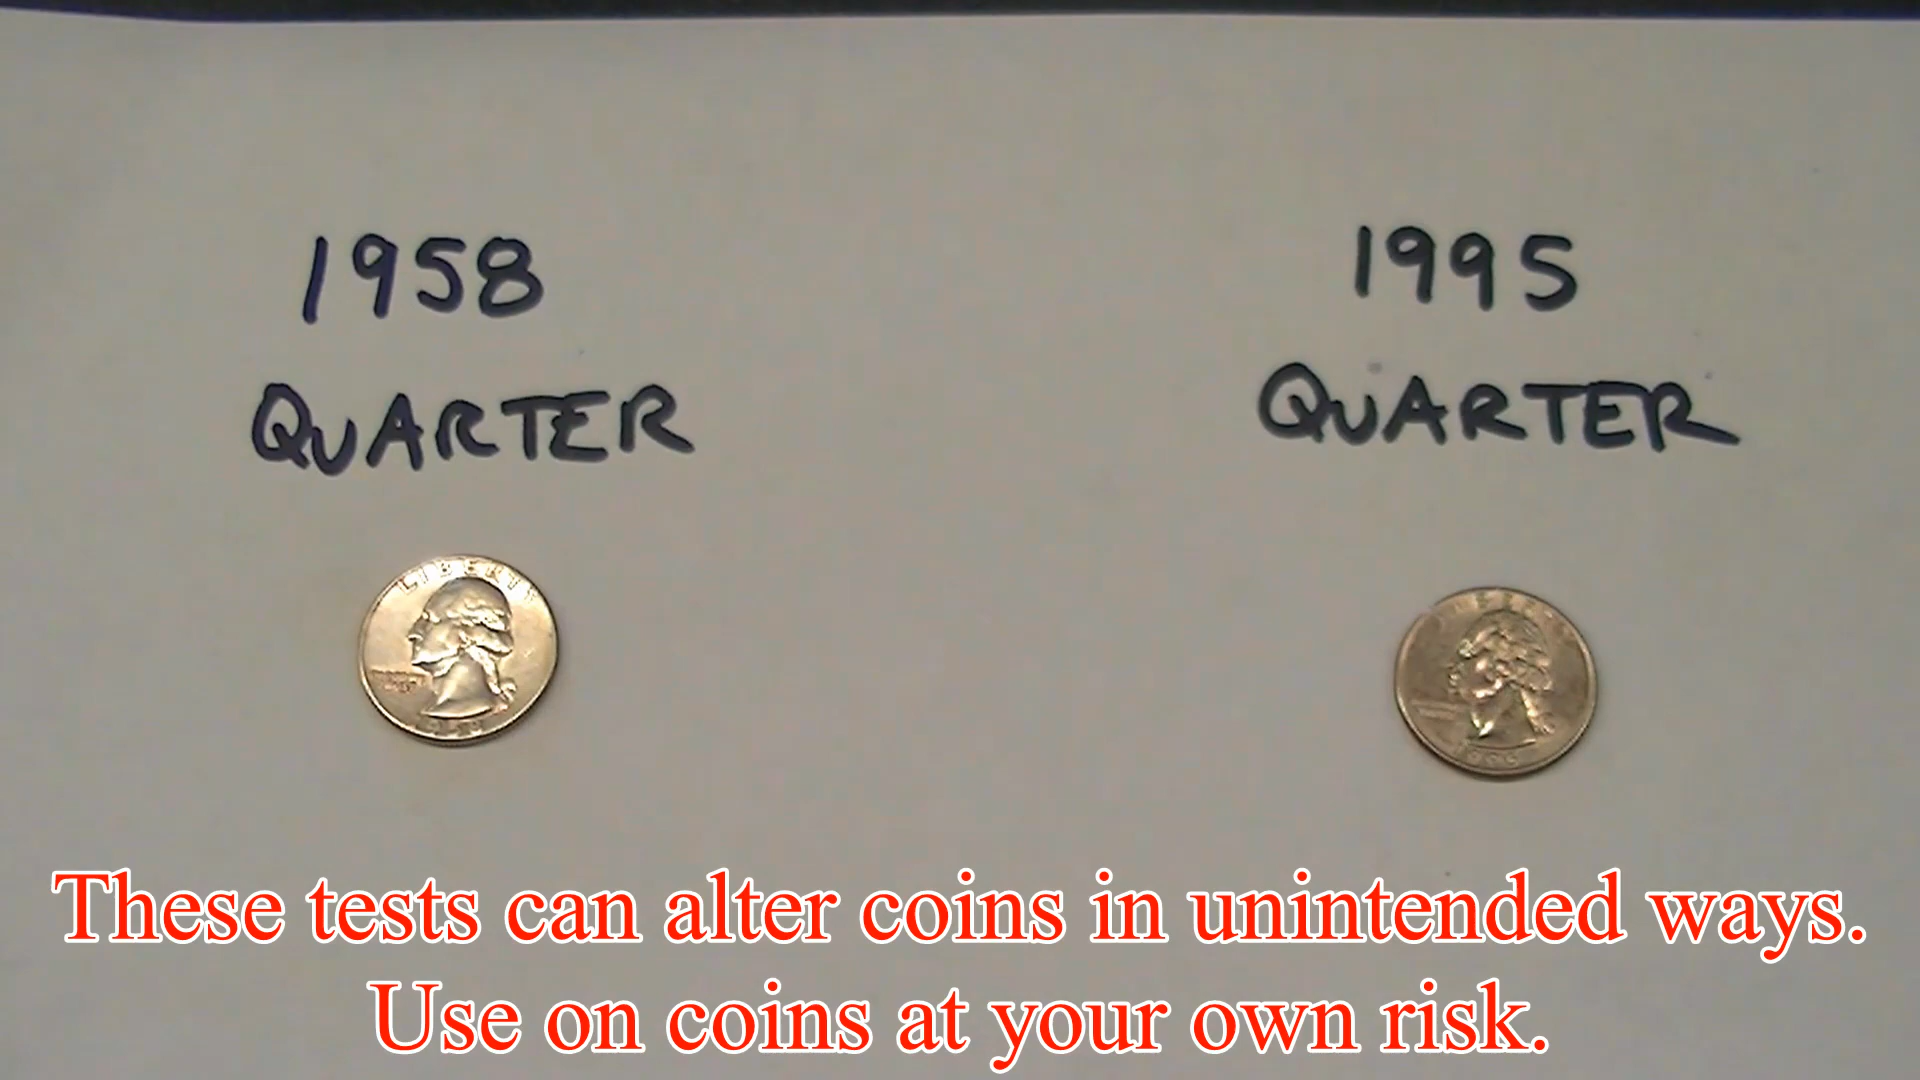 1958
QUARTER
1995
QUARTER
LIBERTY
These tests can alter coins in unintended ways.
Use on coins at your own risk.